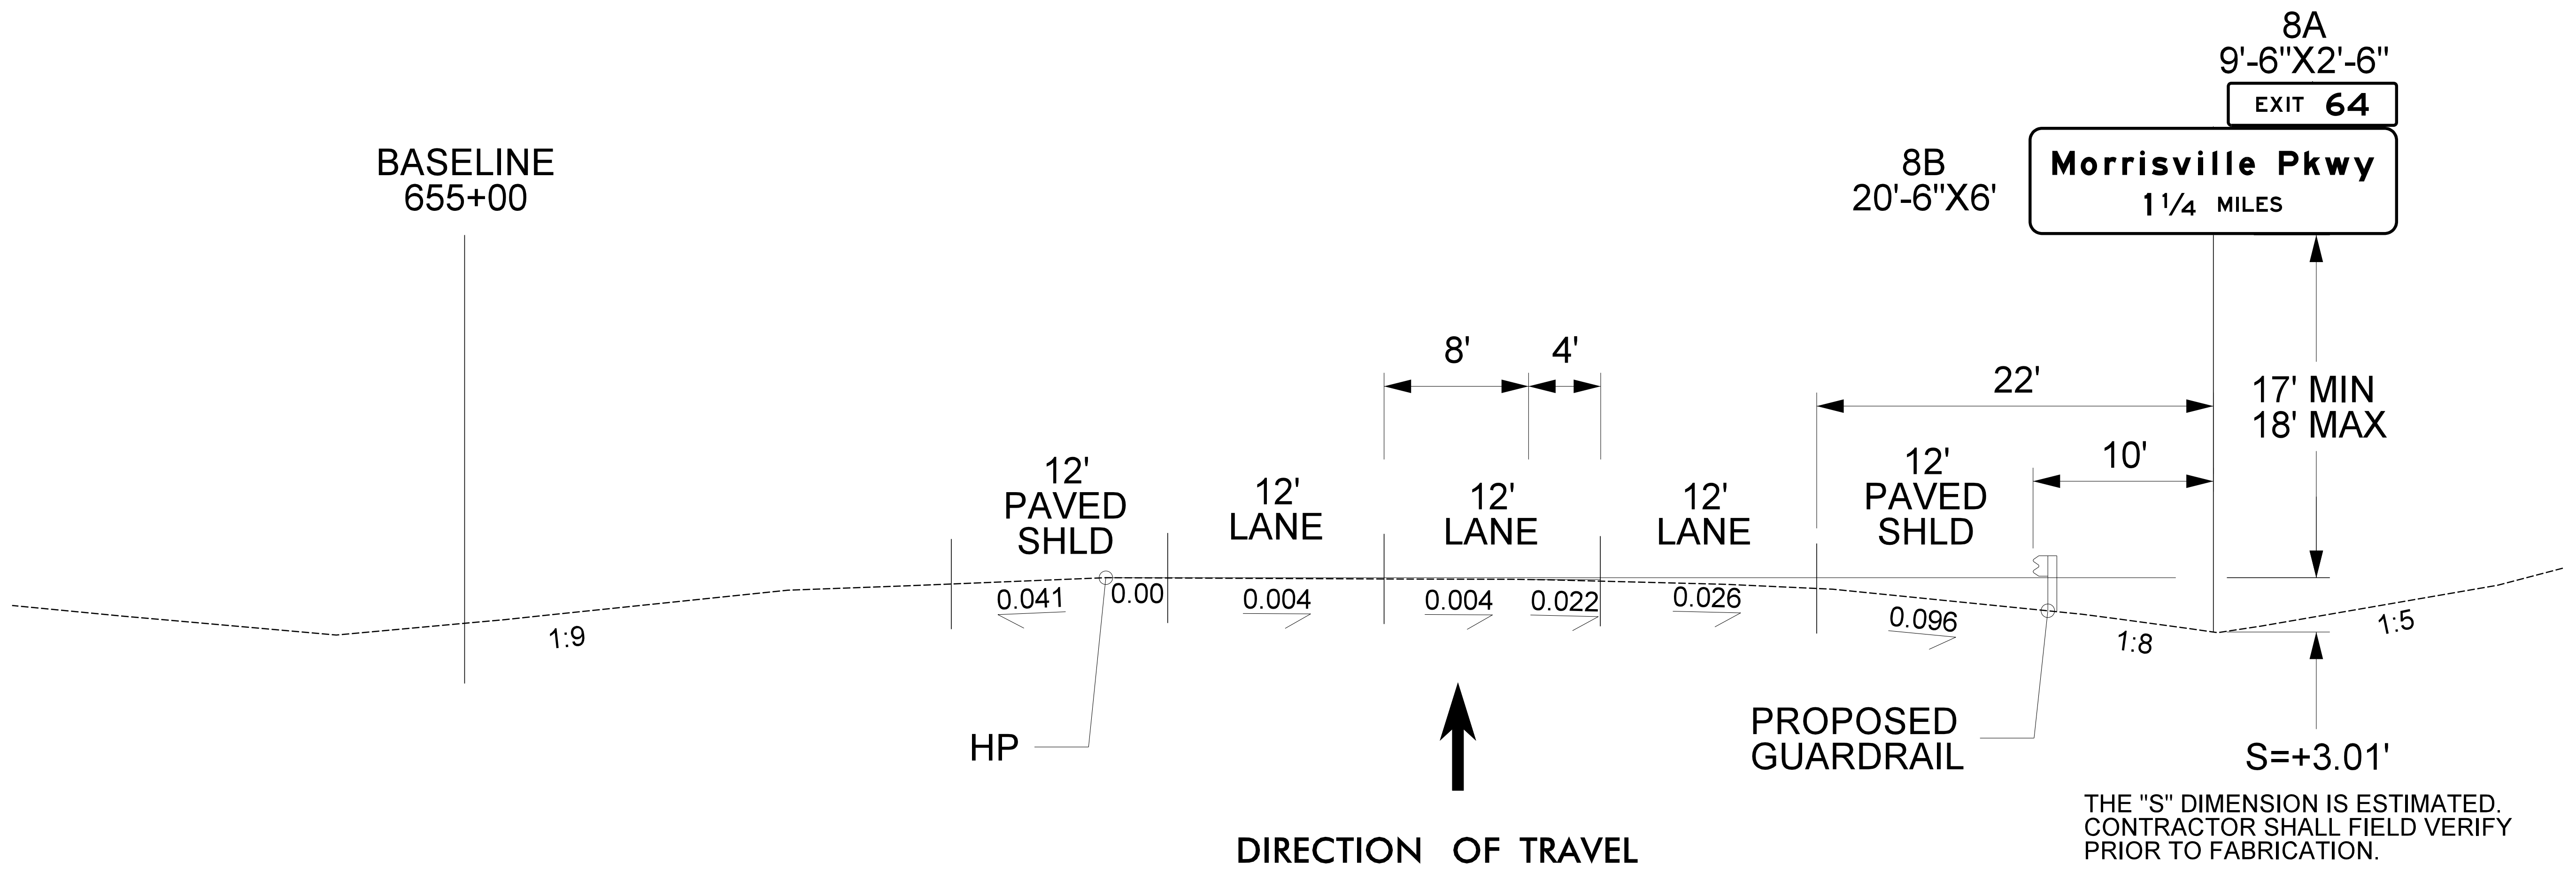 8A
9'-6"X2'-6"
EXIT 64
BASELINE
655+00
8B
20'-6"X6'
Morrisville Pkwy
1 1/4 MILES
8'
4'
22'
17' MIN
18' MAX
12'
PAVED
SHLD
12'
LANE
12'
LANE
12'
LANE
12'
PAVED
SHLD
10'
0.041
0.00
0.004
0.004
0.022
0.026
0.096
1:9
1:8
1:5
HP
PROPOSED
GUARDRAIL
S=+3.01'
THE "S" DIMENSION IS ESTIMATED.
CONTRACTOR SHALL FIELD VERIFY
PRIOR TO FABRICATION.
DIRECTION OF TRAVEL